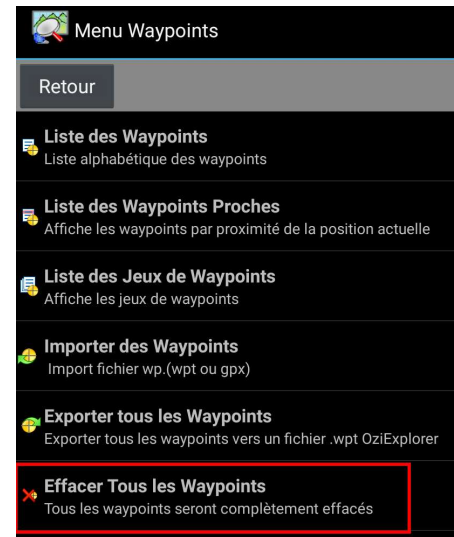 Menu Waypoints
Retour
Liste des Waypoints
Liste alphabétique des waypoints
Liste des Waypoints Proches
Affiche les waypoints par proximité de la position actuelle
Liste des Jeux de Waypoints
Affiche les jeux de waypoints
Importer des Waypoints
Import fichier wp.(wpt ou gpx)
Exporter tous les Waypoints
Exporter tous les waypoints vers un fichier .wpt OziExplorer
Effacer Tous les Waypoints
Tous les waypoints seront complètement effacés